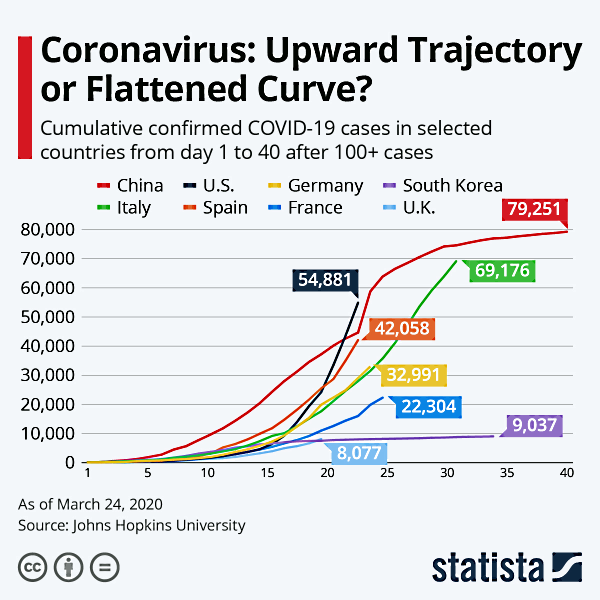 Coronavirus: Upward Trajectory
or Flattened Curve?
Cumulative confirmed COVID-19 cases in selected
countries from day 1 to 40 after 100+ cases
China U.S. Germany South Korea
Italy Spain France U.K.
79,251
80,000
70,000
69,176
60,000
54,881
50,000
42,058
40,000
32,991
30,000
22,304
20,000
9,037
10,000
8,077
0
1 5 10 15 20 25 30 35 40
As of March 24, 2020
Source: Johns Hopkins University
cc
statista